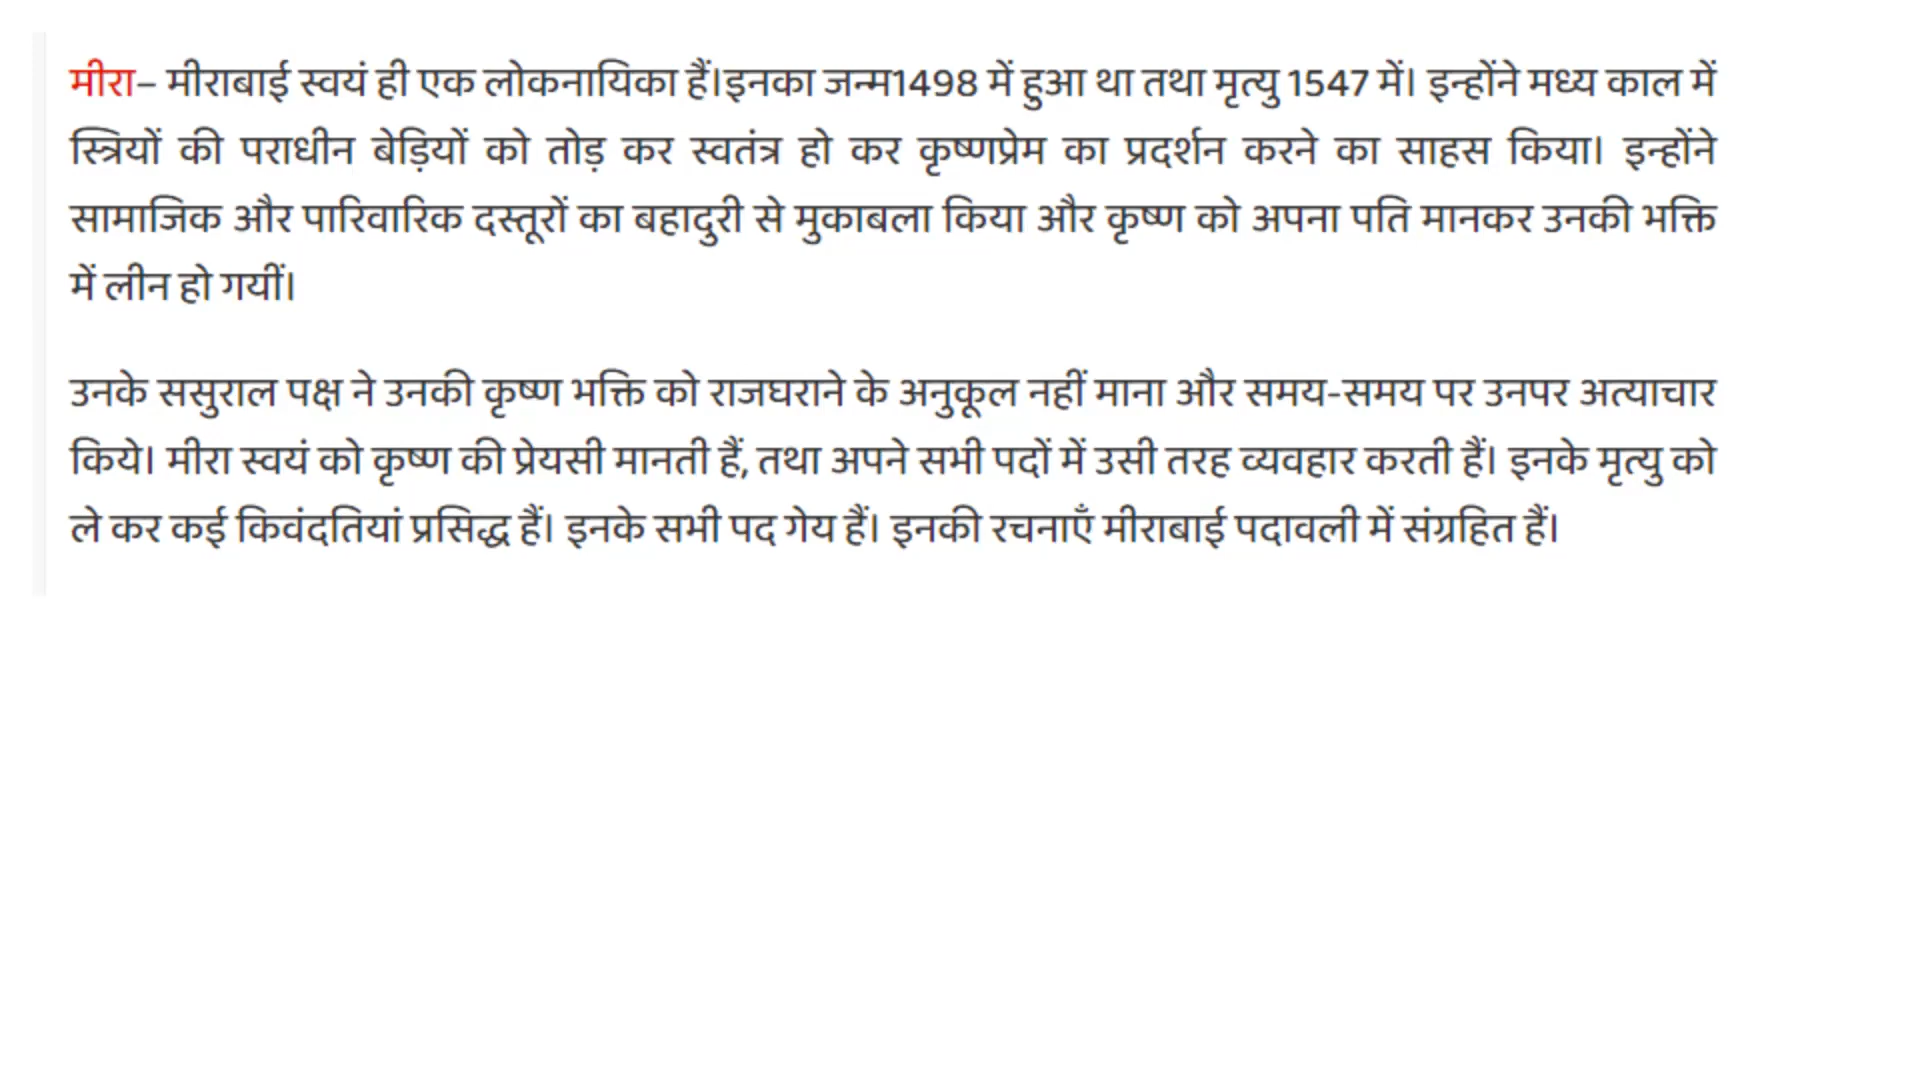 मीरा– मीराबाई स्वयं ही एक लोकनायिका हैं।इनका जन्म1498 में हुआ था तथा मृत्यु 1547 में। इन्होंने मध्य काल में
स्त्रियों की पराधीन बेड़ियों को तोड़ कर स्वतंत्र हो कर कृष्णप्रेम का प्रदर्शन करने का साहस किया। इन्होंने
सामाजिक और पारिवारिक दस्तूरों का बहादुरी से मुकाबला किया और कृष्ण को अपना पति मानकर उनकी भक्ति
में लीन हो गयीं।
उनके ससुराल पक्ष ने उनकी कृष्ण भक्ति को राजघराने के अनुकूल नहीं माना और समय-समय पर उनपर अत्याचार
किये। मीरा स्वयं को कृष्ण की प्रेयसी मानती हैं, तथा अपने सभी पदों में उसी तरह व्यवहार करती हैं। इनके मृत्यु को
ले कर कई किवंदतियां प्रसिद्ध हैं। इनके सभी पद गेय हैं। इनकी रचनाएँ मीराबाई पदावली में संग्रहित हैं।